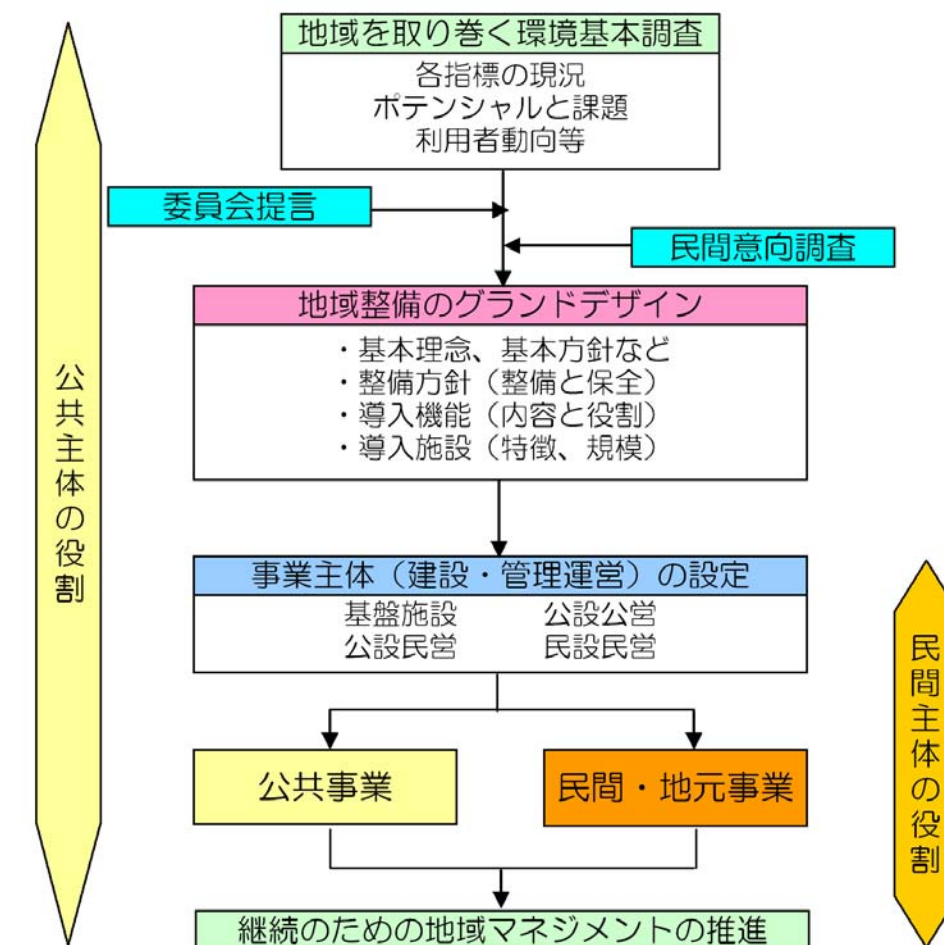 地域を取り巻く環境基本調査
各指標の現況
ポテンシャルと課題
利用者動向等
委員会提言
民間意向調査
地域整備のグランドデザイン
・基本理念、基本方針など
・整備方針（整備と保全）
・導入機能（内容と役割）
・導入施設（特徴、規模）
公共主体の役割
事業主体（建設・管理運営）の設定
基盤施設 公設公営
公設民営 民設民営
民間主体の役割
公共事業
民間・地元事業
継続のための地域マネジメントの推進